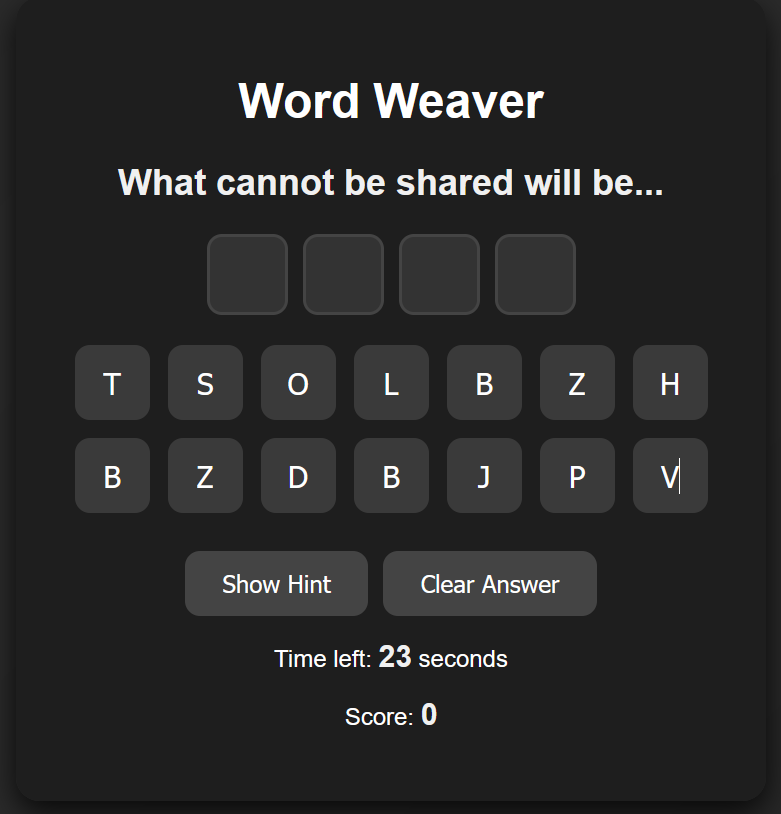 Word Weaver
What cannot be shared will be...
T S O L B Z H
B Z D B J P V
Show Hint Clear Answer
Time left: 23 seconds
Score: 0